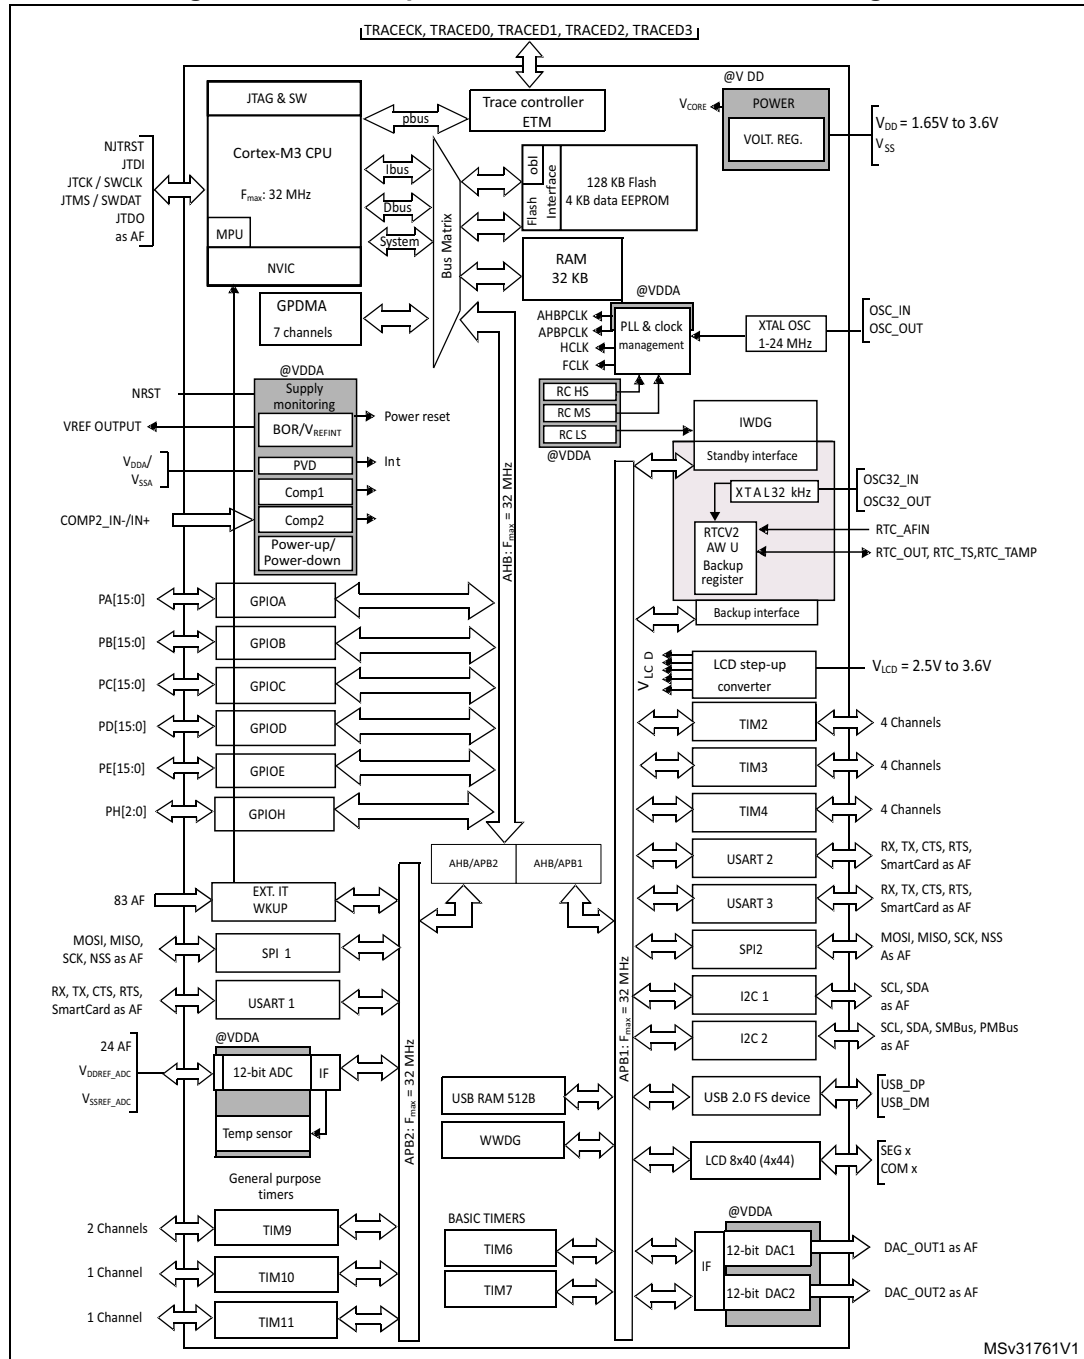 TRACECK, TRACED0, TRACED1, TRACED2, TRACED3
@V DD
JTAG & SW
Trace controller
ETM
pbus
VCORE
POWER
VOLT. REG.
VDD = 1.65V to 3.6V
VSS
NJTRST
JTDI
JTCK / SWCLK
JTMS / SWDAT
JTDO
as AF
Cortex-M3 CPU
Fmax: 32 MHz
MPU
NVIC
Ibus
Dbus
System
Bus Matrix
obl
Flash
Interface
128 KB Flash
4 KB data EEPROM
RAM
32 KB
GPDMA
7 channels
@VDDA
AHBPCLK
APBPCLK
HCLK
FCLK
PLL & clock
management
XTAL OSC
1-24 MHz
OSC_IN
OSC_OUT
RC HS
RC MS
RC LS
@VDDA
IWDG
Standby interface
@VDDA
Supply
monitoring
NRST
VREF OUTPUT
BOR/VREFINT
Power reset
VDDA/
VSSA
PVD
Int
Comp1
COMP2_IN-/IN+
Comp2
Power-up/
Power-down
AHB: Fmax = 32 MHz
XTAL32 kHz
OSC32_IN
OSC32_OUT
RTCV2
AW U
Backup
register
RTC_AFIN
RTC_OUT, RTC_TS,RTC_TAMP
Backup interface
PA[15:0]
GPIOA
PB[15:0]
GPIOB
PC[15:0]
GPIOC
PD[15:0]
GPIOD
PE[15:0]
GPIOE
PH[2:0]
GPIOH
VLC D
LCD step-up
converter
VLCD = 2.5V to 3.6V
TIM2
4 Channels
TIM3
4 Channels
TIM4
4 Channels
AHB/APB2
AHB/APB1
USART 2
RX, TX, CTS, RTS,
SmartCard as AF
83 AF
EXT. IT
WKUP
USART 3
RX, TX, CTS, RTS,
SmartCard as AF
MOSI, MISO,
SCK, NSS as AF
SPI 1
SPI2
MOSI, MISO, SCK, NSS
As AF
RX, TX, CTS, RTS,
SmartCard as AF
USART 1
I2C 1
SCL, SDA
as AF
I2C 2
SCL, SDA, SMBus, PMBus
as AF
APB2: Fmax = 32 MHz
APB1: Fmax = 32 MHz
@VDDA
24 AF
VDDREF_ADC
VSSREF_ADC
12-bit ADC
IF
Temp sensor
USB RAM 512B
USB 2.0 FS device
USB_DP
USB_DM
WWDG
LCD 8x40 (4x44)
SEG x
COM x
General purpose
timers
2 Channels
TIM9
1 Channel
TIM10
1 Channel
TIM11
BASIC TIMERS
TIM6
TIM7
@VDDA
IF
12-bit DAC1
DAC_OUT1 as AF
12-bit DAC2
DAC_OUT2 as AF
MSv31761V1